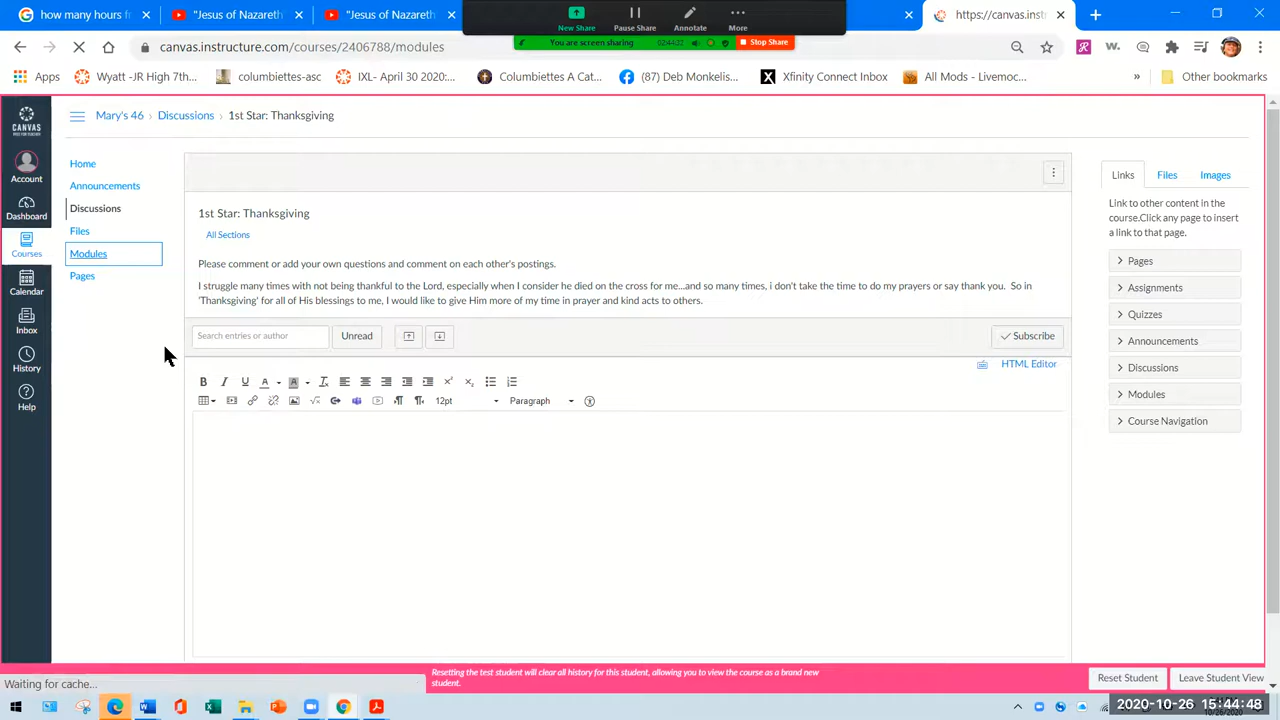 how many hours f
"Jesus of Nazareth
"Jesus of Nazareth
New Share
Pause Share
Annotate
More
You are screen sharing
02:44:22
Stop Share
https://canvas.instruc
canvas.instructure.com/courses/2406788/modules
Apps
Wyatt -JR High 7th...
columbiettes-asc
IXL- April 30 2020:...
Columbiettes A Cat...
(87) Deb Monkelis...
Xfinity Connect Inbox
All Mods - Livemoc...
»
Other bookmarks
CANVAS
Account
Dashboard
Courses
Calendar
Inbox
History
Help
Mary's 46 › Discussions › 1st Star: Thanksgiving
Home
Announcements
Discussions
Files
Modules
Pages
1st Star: Thanksgiving
All Sections
Please comment or add your own questions and comment on each other's postings.
I struggle many times with not being thankful to the Lord, especially when I consider he died on the cross for me...and so many times, i don't take the time to do my prayers or say thank you. So in
'Thanksgiving' for all of His blessings to me, I would like to give Him more of my time in prayer and kind acts to others.
Search entries or author
Unread
Subscribe
HTML Editor
12pt
Paragraph
Links
Files
Images
Link to other content in the
course.Click any page to insert
a link to that page.
Pages
Assignments
Quizzes
Announcements
Discussions
Modules
Course Navigation
Resetting the test student will clear all history for this student, allowing you to view the course as a brand new
student.
Reset Student
Leave Student View
Waiting for cache...
2020-10-26 15:44:48